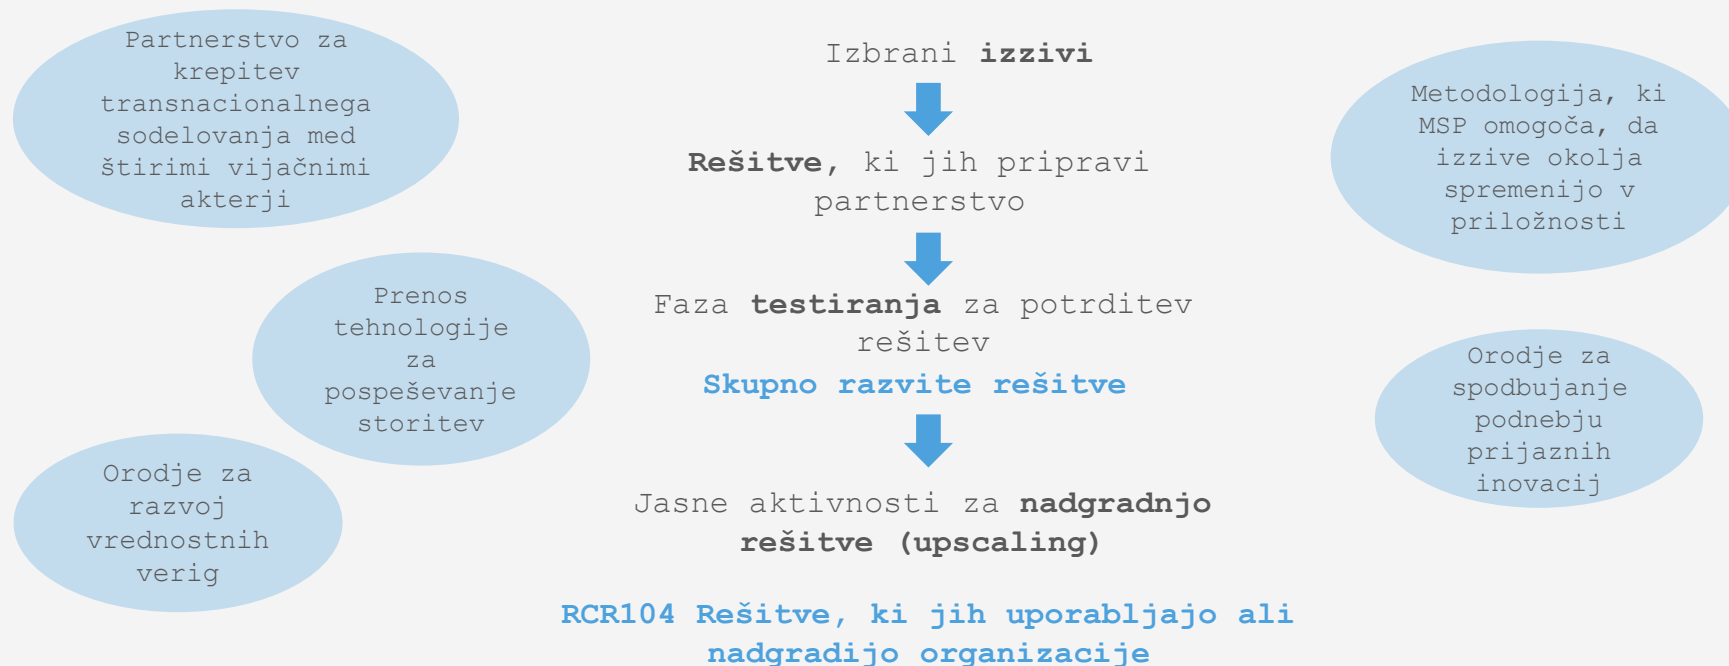 Partnerstvo za
krepitev
transnacionalnega
sodelovanja med
štirimi vijačnimi
akterji
Izbrani izzivi
Rešitve, ki jih pripravi
partnerstvo
Faza testiranja za potrditev
rešitev
Skupno razvite rešitve
Jasne aktivnosti za nadgradnjo
rešitve (upscaling)
RCR104 Rešitve, ki jih uporabljajo ali
nadgradijo organizacije
Prenos
tehnologije
za
pospeševanje
storitev
Orodje za
razvoj
vrednostnih
verig
Metodologija, ki
MSP omogoča, da
izzive okolja
spremenijo v
priložnosti
Orodje za
spodbujanje
podnebju
prijaznih
inovacij